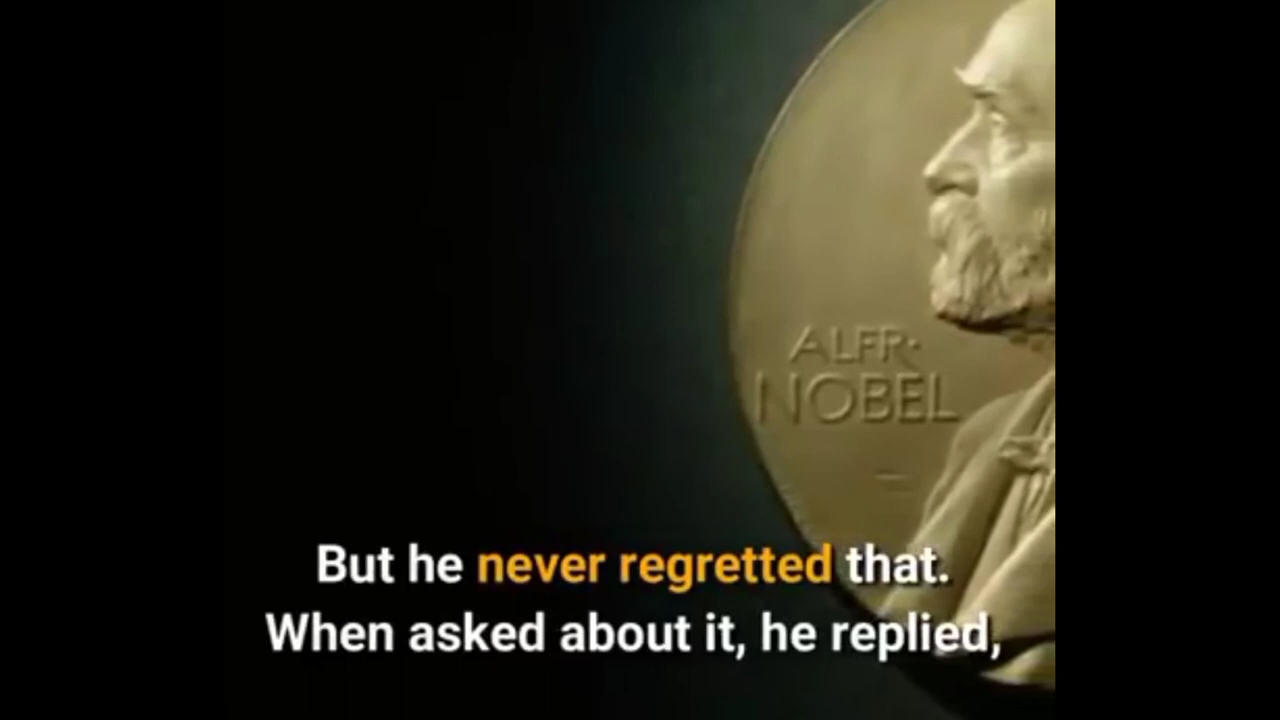 ALFR·
NOBEL
But he never regretted that.
When asked about it, he replied,